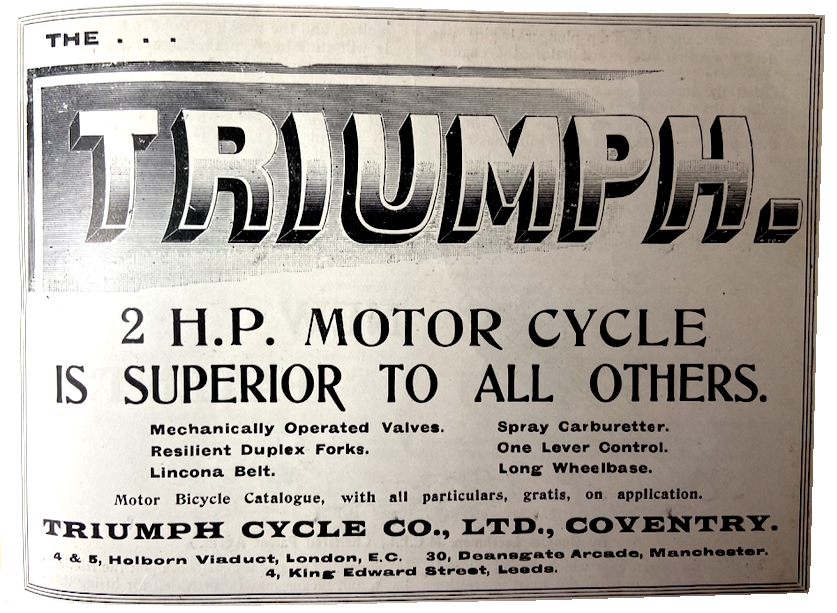 THE . . .
TRIUMPH.
2 H.P. MOTOR CYCLE
IS SUPERIOR TO ALL OTHERS.
Mechanically Operated Valves. Spray Carburetter.
Resilient Duplex Forks. One Lever Control.
Lincona Belt. Long Wheelbase.
Motor Bicycle Catalogue, with all particulars, gratis, on application.
TRIUMPH CYCLE CO., LTD., COVENTRY.
4 & 5, Holborn Viaduct, London, E.C. 30, Deansgate Arcade, Manchester.
4, King Edward Street, Leeds.